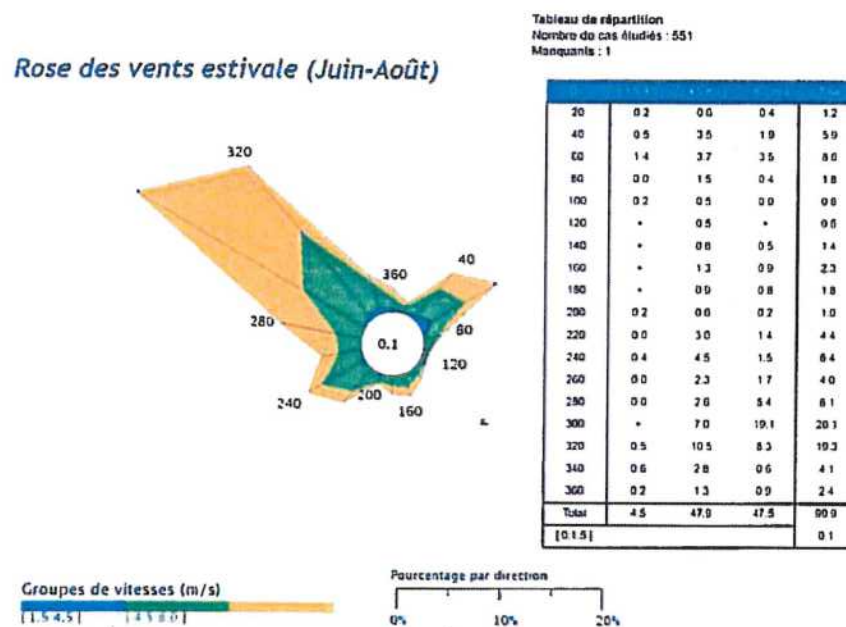 Tableau de répartition
Nombre de cas étudiés : 551
Manquants : 1
Rose des vents estivale (Juin-Août)
20 0.2 0.6 0.4 1.2
40 0.5 3.5 1.9 5.9
60 1.4 3.7 3.5 8.6
80 0.0 1.5 0.4 1.8
100 0.2 0.5 0.0
120 * 0.5 *
140 * 0.8 0.5 1.4
160 * 1.3 0.9 2.3
180 * 0.9 0.8 1.8
200 0.2 0.6 0.2 1.0
220 0.0 3.0 1.4 4.4
240 0.4 4.5 1.5 6.4
260 0.0 2.3 1.7 4.0
280 0.0 2.6 5.4 8.1
300 * 7.0 19.1
320 0.5 10.5 8.3 19.3
340 0.6 2.8 0.6 4.1
360 0.2 1.3 0.9 2.4
Total 4.5 47.9 47.5
[0:1.5[ 0.1
320
360
40
280
0.1
60
120
240
200
160
Groupes de vitesses (m/s)
[1.5:4.5[ [4.5:8.0]
Pourcentage par direction
0% 10% 20%